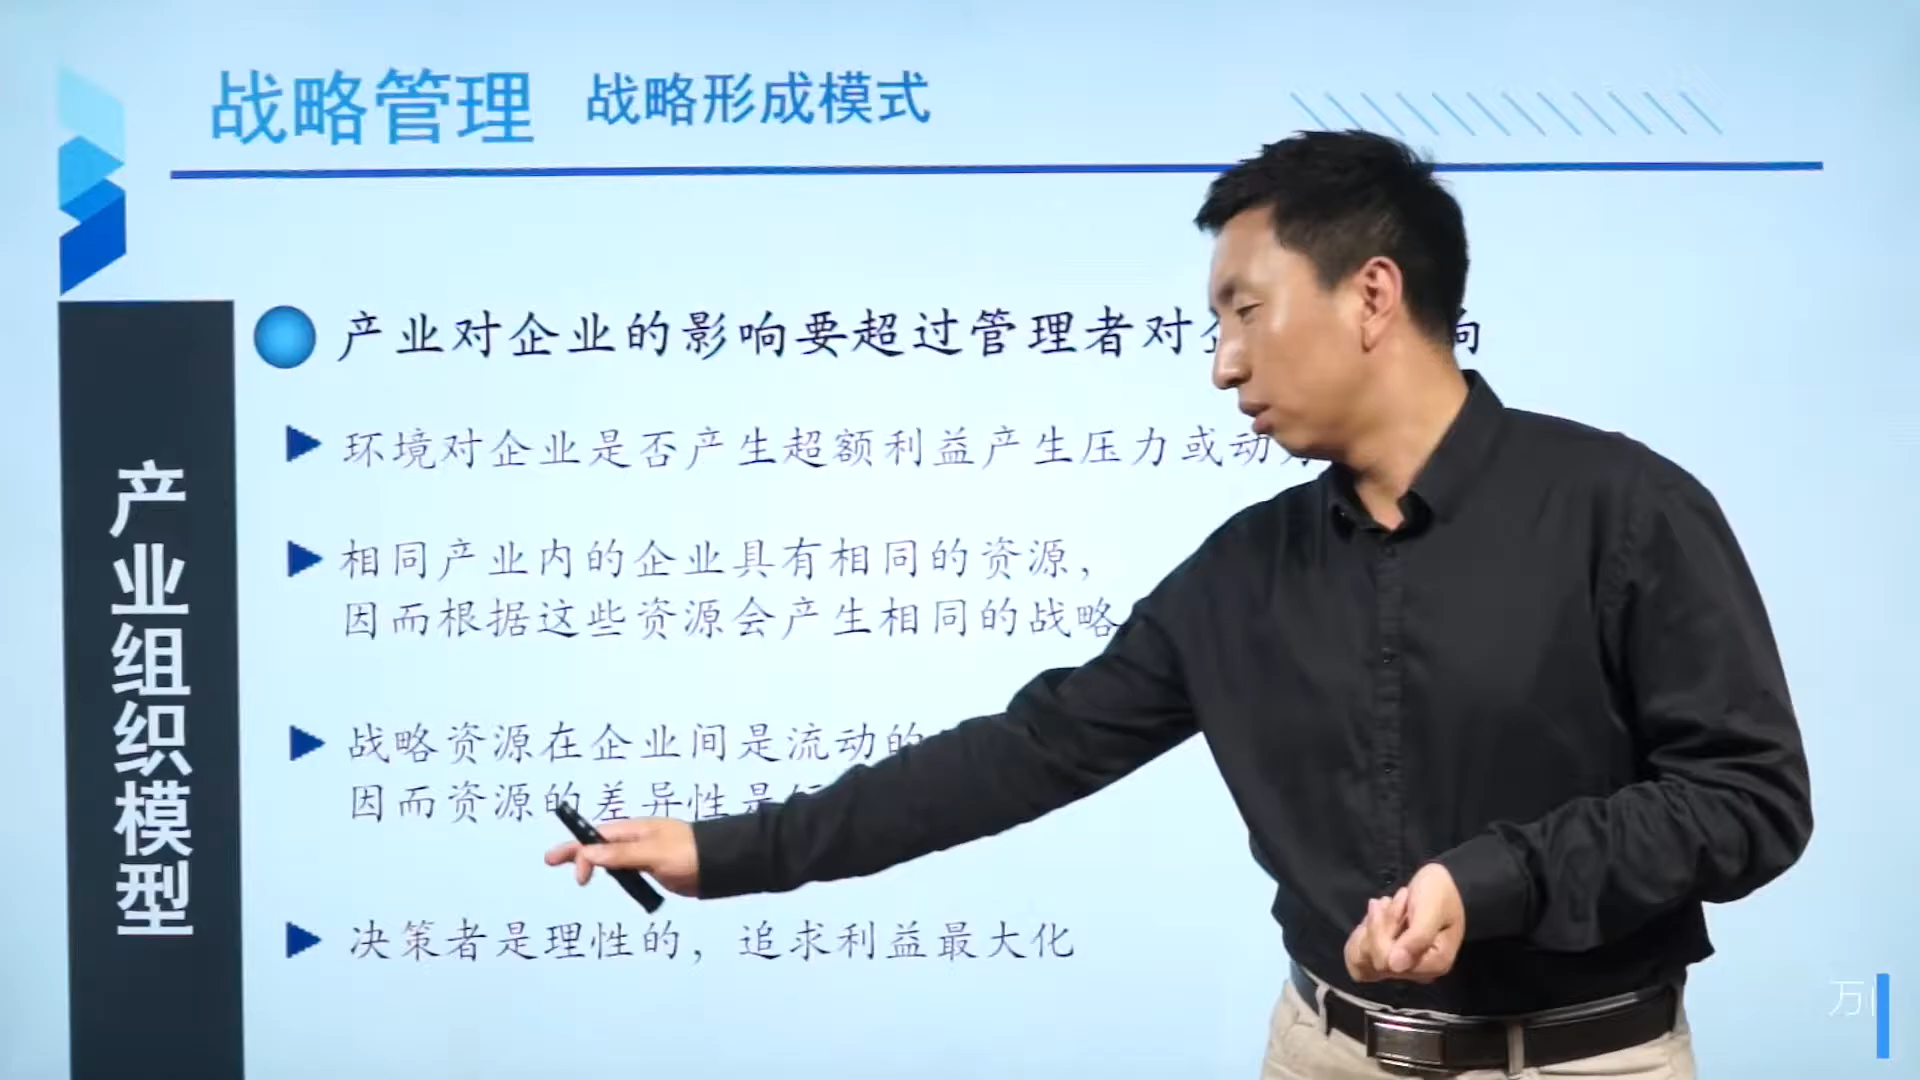 战略管理 战略形成模式
产业组织模型
产业对企业的影响要超过管理者对企
环境对企业是否产生超额利益产生压力或动
相同产业内的企业具有相同的资源，
因而根据这些资源会产生相同的战略
战略资源在企业间是流动的
因而资源的差异性是
决策者是理性的，追求利益最大化
万